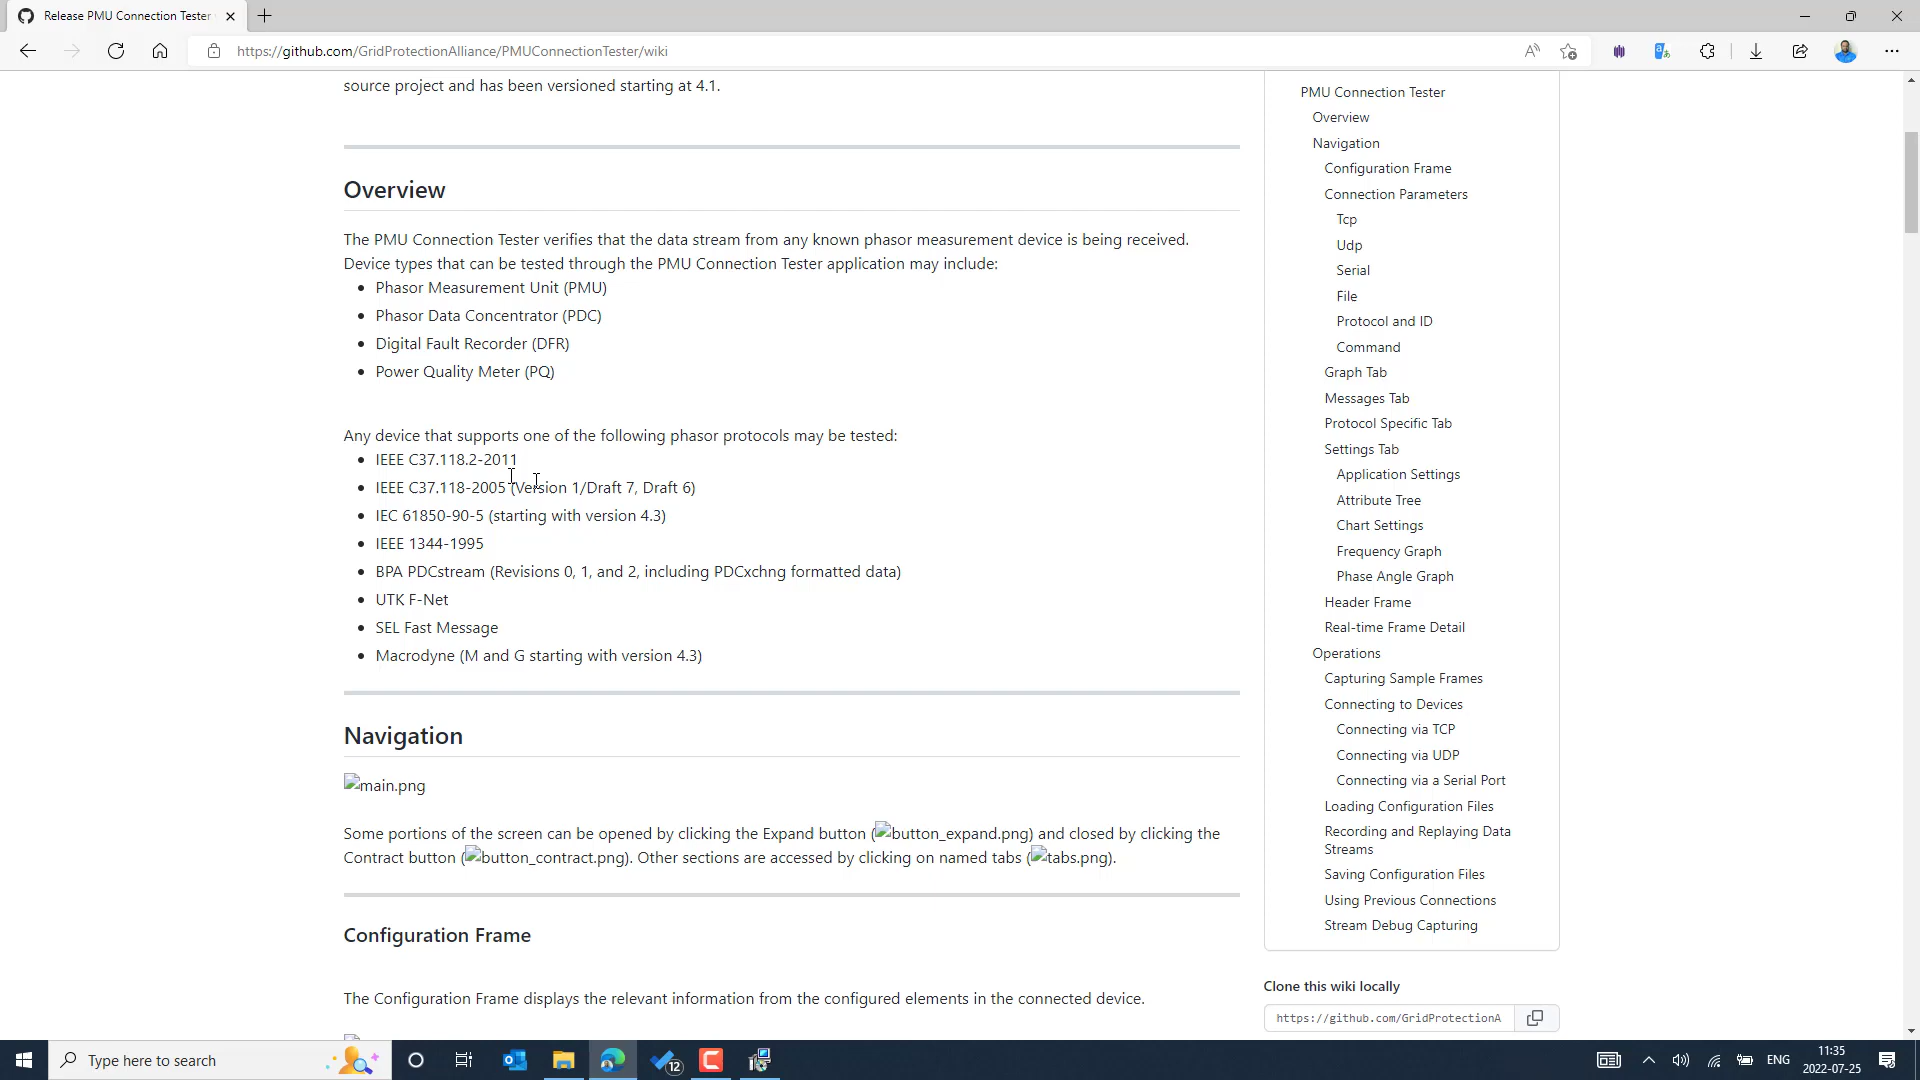 Release PMU Connection Tester
https://github.com/GridProtectionAlliance/PMUConnectionTester/wiki
source project and has been versioned starting at 4.1.
Overview
The PMU Connection Tester verifies that the data stream from any known phasor measurement device is being received.
Device types that can be tested through the PMU Connection Tester application may include:
Phasor Measurement Unit (PMU)
Phasor Data Concentrator (PDC)
Digital Fault Recorder (DFR)
Power Quality Meter (PQ)
Any device that supports one of the following phasor protocols may be tested:
IEEE C37.118.2-2011
IEEE C37.118-2005 (Version 1/Draft 7, Draft 6)
IEC 61850-90-5 (starting with version 4.3)
IEEE 1344-1995
BPA PDCstream (Revisions 0, 1, and 2, including PDCxchng formatted data)
UTK F-Net
SEL Fast Message
Macrodyne (M and G starting with version 4.3)
Navigation
main.png
Some portions of the screen can be opened by clicking the Expand button (button_expand.png) and closed by clicking the
Contract button (button_contract.png). Other sections are accessed by clicking on named tabs (tabs.png).
Configuration Frame
The Configuration Frame displays the relevant information from the configured elements in the connected device.
PMU Connection Tester
Overview
Navigation
Configuration Frame
Connection Parameters
Tcp
Udp
Serial
File
Protocol and ID
Command
Graph Tab
Messages Tab
Protocol Specific Tab
Settings Tab
Application Settings
Attribute Tree
Chart Settings
Frequency Graph
Phase Angle Graph
Header Frame
Real-time Frame Detail
Operations
Capturing Sample Frames
Connecting to Devices
Connecting via TCP
Connecting via UDP
Connecting via a Serial Port
Loading Configuration Files
Recording and Replaying Data
Streams
Saving Configuration Files
Using Previous Connections
Stream Debug Capturing
Clone this wiki locally
https://github.com/GridProtectionA
Type here to search
12
ENG
11:35
2022-07-25